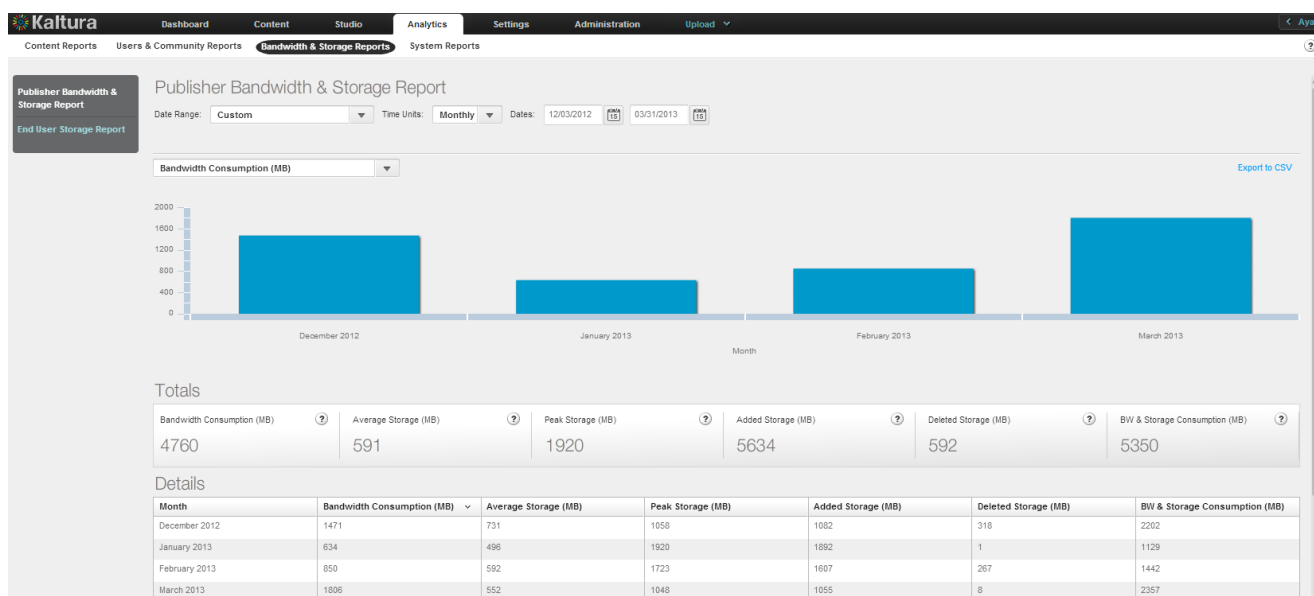 Kaltura Dashboard Content Studio Analytics Settings Administration Upload < Aya
Content Reports Users & Community Reports Bandwidth & Storage Reports System Reports ?
Publisher Bandwidth & Storage Report
End User Storage Report
Publisher Bandwidth & Storage Report
Date Range: Custom Time Units: Monthly Dates: 12/03/2012 15 03/31/2013 15
Bandwidth Consumption (MB) Export to CSV
2000
1600
1200
800
400
0
December 2012 January 2013 February 2013 March 2013
Month
Totals
Bandwidth Consumption (MB) ? Average Storage (MB) ? Peak Storage (MB) ? Added Storage (MB) ? Deleted Storage (MB) ? BW & Storage Consumption (MB) ?
4760 591 1920 5634 592 5350
Details
Month Bandwidth Consumption (MB) Average Storage (MB) Peak Storage (MB) Added Storage (MB) Deleted Storage (MB) BW & Storage Consumption (MB)
December 2012 1471 731 1058 1082 318 2202
January 2013 634 496 1920 1892 1 1129
February 2013 850 592 1723 1607 267 1442
March 2013 1806 552 1048 1055 8 2357